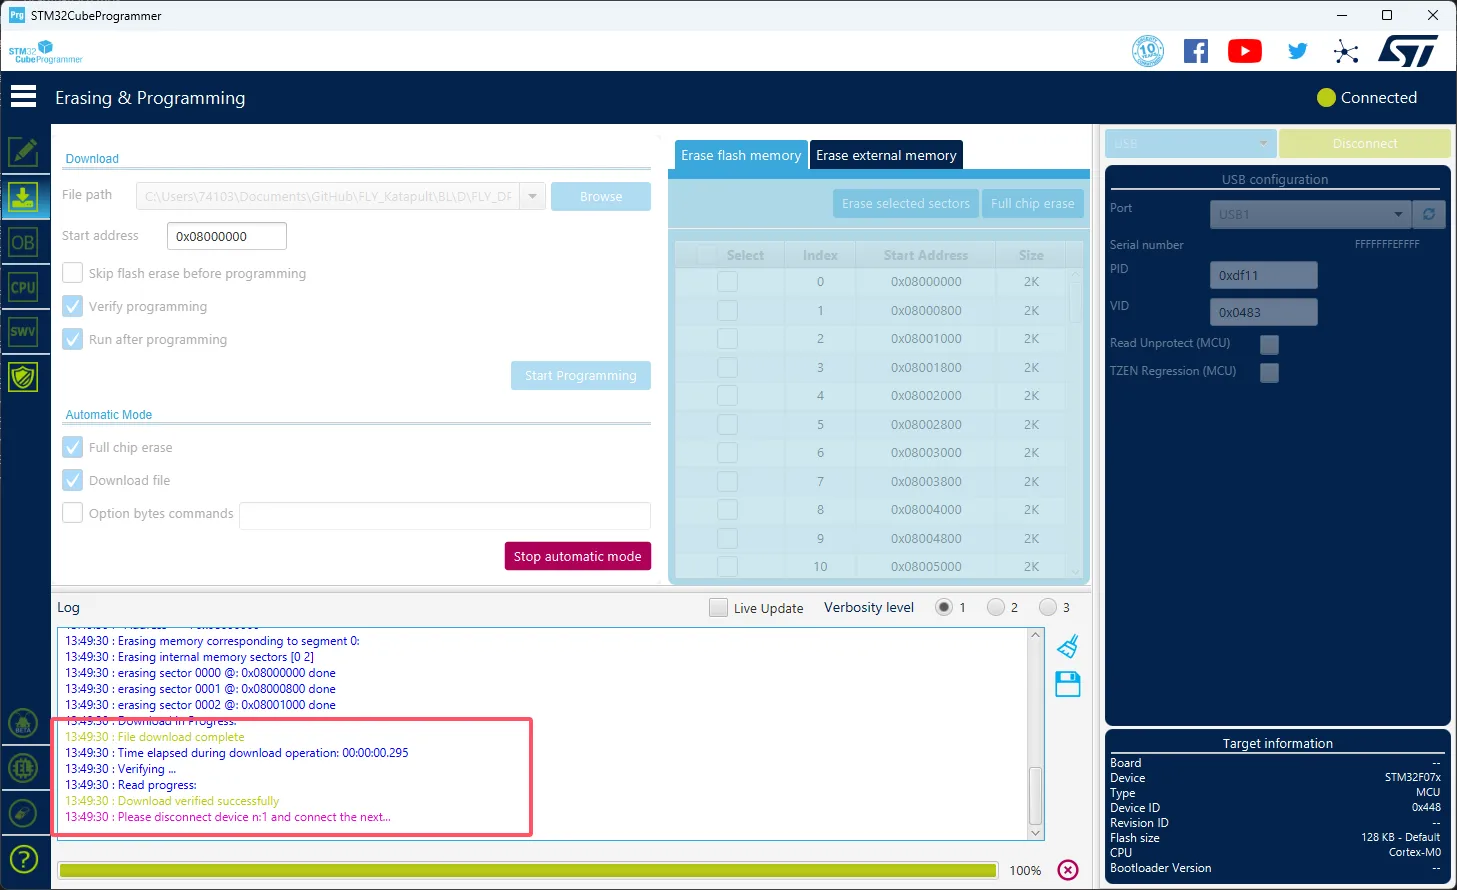 STM32CubeProgrammer
STM32
CubeProgrammer
10
Erasing & Programming
Connected
Download
File path
C:\Users\74103\Documents\GitHub\FLY_Katapult\BL\D\FLY_DF
Browse
Start address
0x08000000
Skip flash erase before programming
Verify programming
Run after programming
Start Programming
Automatic Mode
Full chip erase
Download file
Option bytes commands
Stop automatic mode
OB
CPU
SWV
Erase flash memory
Erase external memory
Erase selected sectors
Full chip erase
Select Index Start Address Size
0 0x08000000 2K
1 0x08000800 2K
2 0x08001000 2K
3 0x08001800 2K
4 0x08002000 2K
5 0x08002800 2K
6 0x08003000 2K
7 0x08003800 2K
8 0x08004000 2K
9 0x08004800 2K
10 0x08005000 2K
USB
Disconnect
USB configuration
Port USB1
Serial number FFFFFFFEFFFF
PID 0xdf11
VID 0x0483
Read Unprotect (MCU)
TZEN Regression (MCU)
Log
Live Update
Verbosity level 1 2 3
13:49:30 : Erasing memory corresponding to segment 0:
13:49:30 : Erasing internal memory sectors [0 2]
13:49:30 : erasing sector 0000 @: 0x08000000 done
13:49:30 : erasing sector 0001 @: 0x08000800 done
13:49:30 : erasing sector 0002 @: 0x08001000 done
13:49:30 : Download in Progress:
13:49:30 : File download complete
13:49:30 : Time elapsed during download operation: 00:00:00.295
13:49:30 : Verifying ...
13:49:30 : Read progress:
13:49:30 : Download verified successfully
13:49:30 : Please disconnect device n:1 and connect the next...
100%
Target information
Board --
Device STM32F07x
Type MCU
Device ID 0x448
Revision ID --
Flash size 128 KB - Default
CPU Cortex-M0
Bootloader Version --